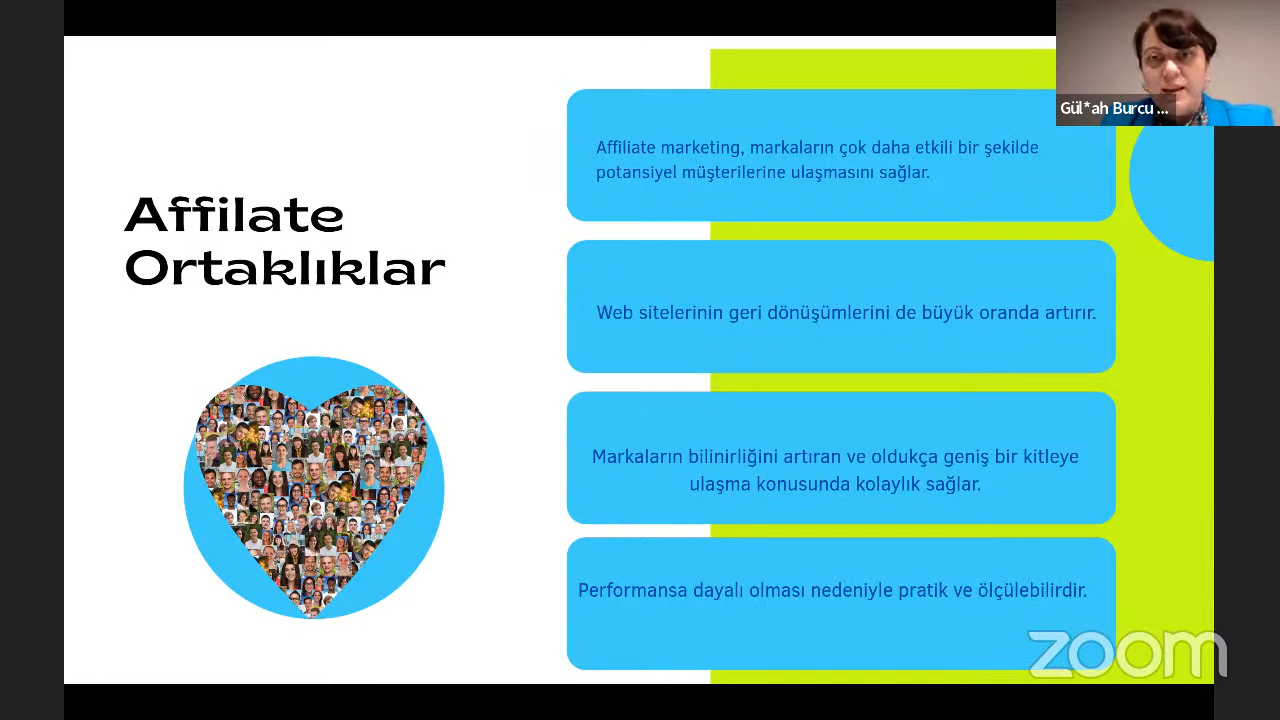 Affilate
Ortaklıklar
Affiliate marketing, markaların çok daha etkili bir şekilde
potansiyel müşterilerine ulaşmasını sağlar.
Web sitelerinin geri dönüşümlerini de büyük oranda artırır.
Markaların bilinirliğini artıran ve oldukça geniş bir kitleye
ulaşma konusunda kolaylık sağlar.
Performansa dayalı olması nedeniyle pratik ve ölçülebilirdir.
Gül*ah Burcu ...
zoom